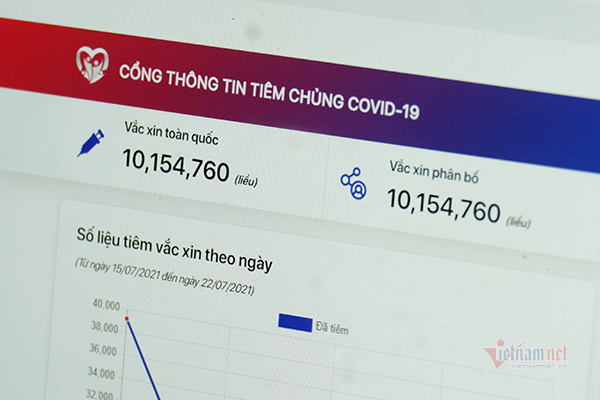 CỔNG THÔNG TIN TIÊM CHỦNG COVID-19
Vắc xin toàn quốc
10,154,760 (liều)
Vắc xin phân bổ
10,154,760 (liều)
Số liệu tiêm vắc xin theo ngày
(Từ ngày 15/07/2021 đến ngày 22/07/2021)
Đã tiêm
40,000
38,000
36,000
34,000
32,000
Vietnamnet
VIETNAMNET.VN